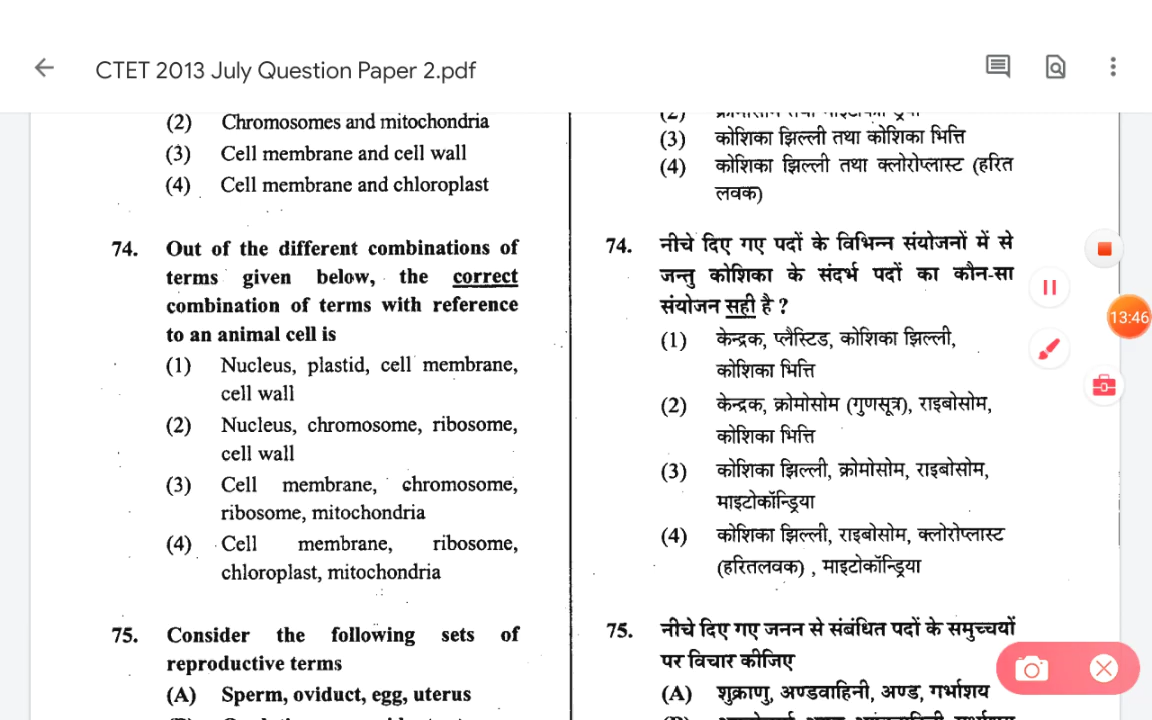 CTET 2013 July Question Paper 2.pdf
(2) Chromosomes and mitochondria
(3) Cell membrane and cell wall
(4) Cell membrane and chloroplast
74. Out of the different combinations of
terms given below, the correct
combination of terms with reference
to an animal cell is
(1) Nucleus, plastid, cell membrane,
cell wall
(2) Nucleus, chromosome, ribosome,
cell wall
(3) Cell membrane, chromosome,
ribosome, mitochondria
(4) Cell membrane, ribosome,
chloroplast, mitochondria
75. Consider the following sets of
reproductive terms
(A) Sperm, oviduct, egg, uterus
(3) कोशिका झिल्ली तथा कोशिका भित्ति
(4) कोशिका झिल्ली तथा क्लोरोप्लास्ट (हरित
लवक)
74. नीचे दिए गए पदों के विभिन्न संयोजनों में से
जन्तु कोशिका के संदर्भ पदों का कौन-सा
संयोजन सही है ?
(1) केन्द्रक, प्लैस्टिड, कोशिका झिल्ली,
कोशिका भित्ति
(2) केन्द्रक, क्रोमोसोम (गुणसूत्र), राइबोसोम,
कोशिका भित्ति
(3) कोशिका झिल्ली, क्रोमोसोम, राइबोसोम,
माइटोकॉन्ड्रिया
(4) कोशिका झिल्ली, राइबोसोम, क्लोरोप्लास्ट
(हरितलवक) , माइटोकॉन्ड्रिया
75. नीचे दिए गए जनन से संबंधित पदों के समुच्चयों
पर विचार कीजिए
(A) शुक्राणु, अण्डवाहिनी, अण्ड, गर्भाशय
13:46